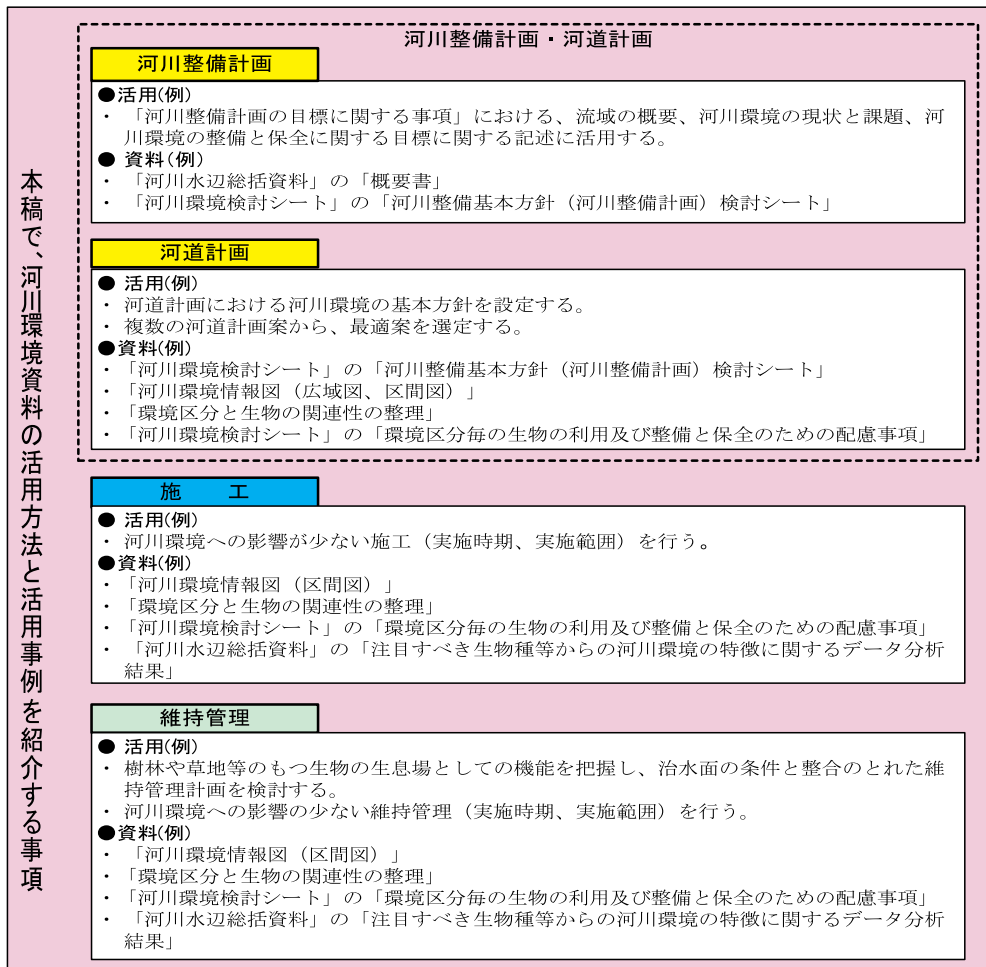 本稿で、河川環境資料の活用方法と活用事例を紹介する事項
河川整備計画・河道計画
河川整備計画
●活用(例)
・ 「河川整備計画の目標に関する事項」における、流域の概要、河川環境の現状と課題、河
川環境の整備と保全に関する目標に関する記述に活用する。
● 資料(例)
・ 「河川水辺総括資料」の「概要書」
・ 「河川環境検討シート」の「河川整備基本方針（河川整備計画）検討シート」
河道計画
● 活用(例)
・ 河道計画における河川環境の基本方針を設定する。
・ 複数の河道計画案から、最適案を選定する。
●資料(例)
・ 「河川環境検討シート」の「河川整備基本方針（河川整備計画）検討シート」
・ 「河川環境情報図（広域図、区間図）」
・ 「環境区分と生物の関連性の整理」
・ 「河川環境検討シート」の「環境区分毎の生物の利用及び整備と保全のための配慮事項」
施　　工
● 活用(例)
・ 河川環境への影響が少ない施工（実施時期、実施範囲）を行う。
●資料(例)
・ 「河川環境情報図（区間図）」
・ 「環境区分と生物の関連性の整理」
・ 「河川環境検討シート」の「環境区分毎の生物の利用及び整備と保全のための配慮事項」
・ 「河川水辺総括資料」の「注目すべき生物種等からの河川環境の特徴に関するデータ分析
結果」
維持管理
● 活用(例)
・ 樹林や草地等のもつ生物の生息場としての機能を把握し、治水面の条件と整合のとれた維
持管理計画を検討する。
・ 河川環境への影響の少ない維持管理（実施時期、実施範囲）を行う。
●資料(例)
・ 「河川環境情報図（区間図）」
・ 「環境区分と生物の関連性の整理」
・ 「河川環境検討シート」の「環境区分毎の生物の利用及び整備と保全のための配慮事項」
・ 「河川水辺総括資料」の「注目すべき生物種等からの河川環境の特徴に関するデータ分析
結果」